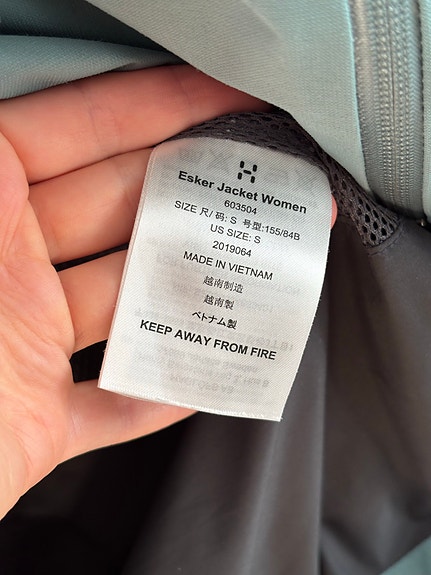 Esker Jacket Women
603504
SIZE 尺/码: S 号型:155/84B
US SIZE: S
2019064
MADE IN VIETNAM
越南制造
越南製
ベトナム製
KEEP AWAY FROM FIRE